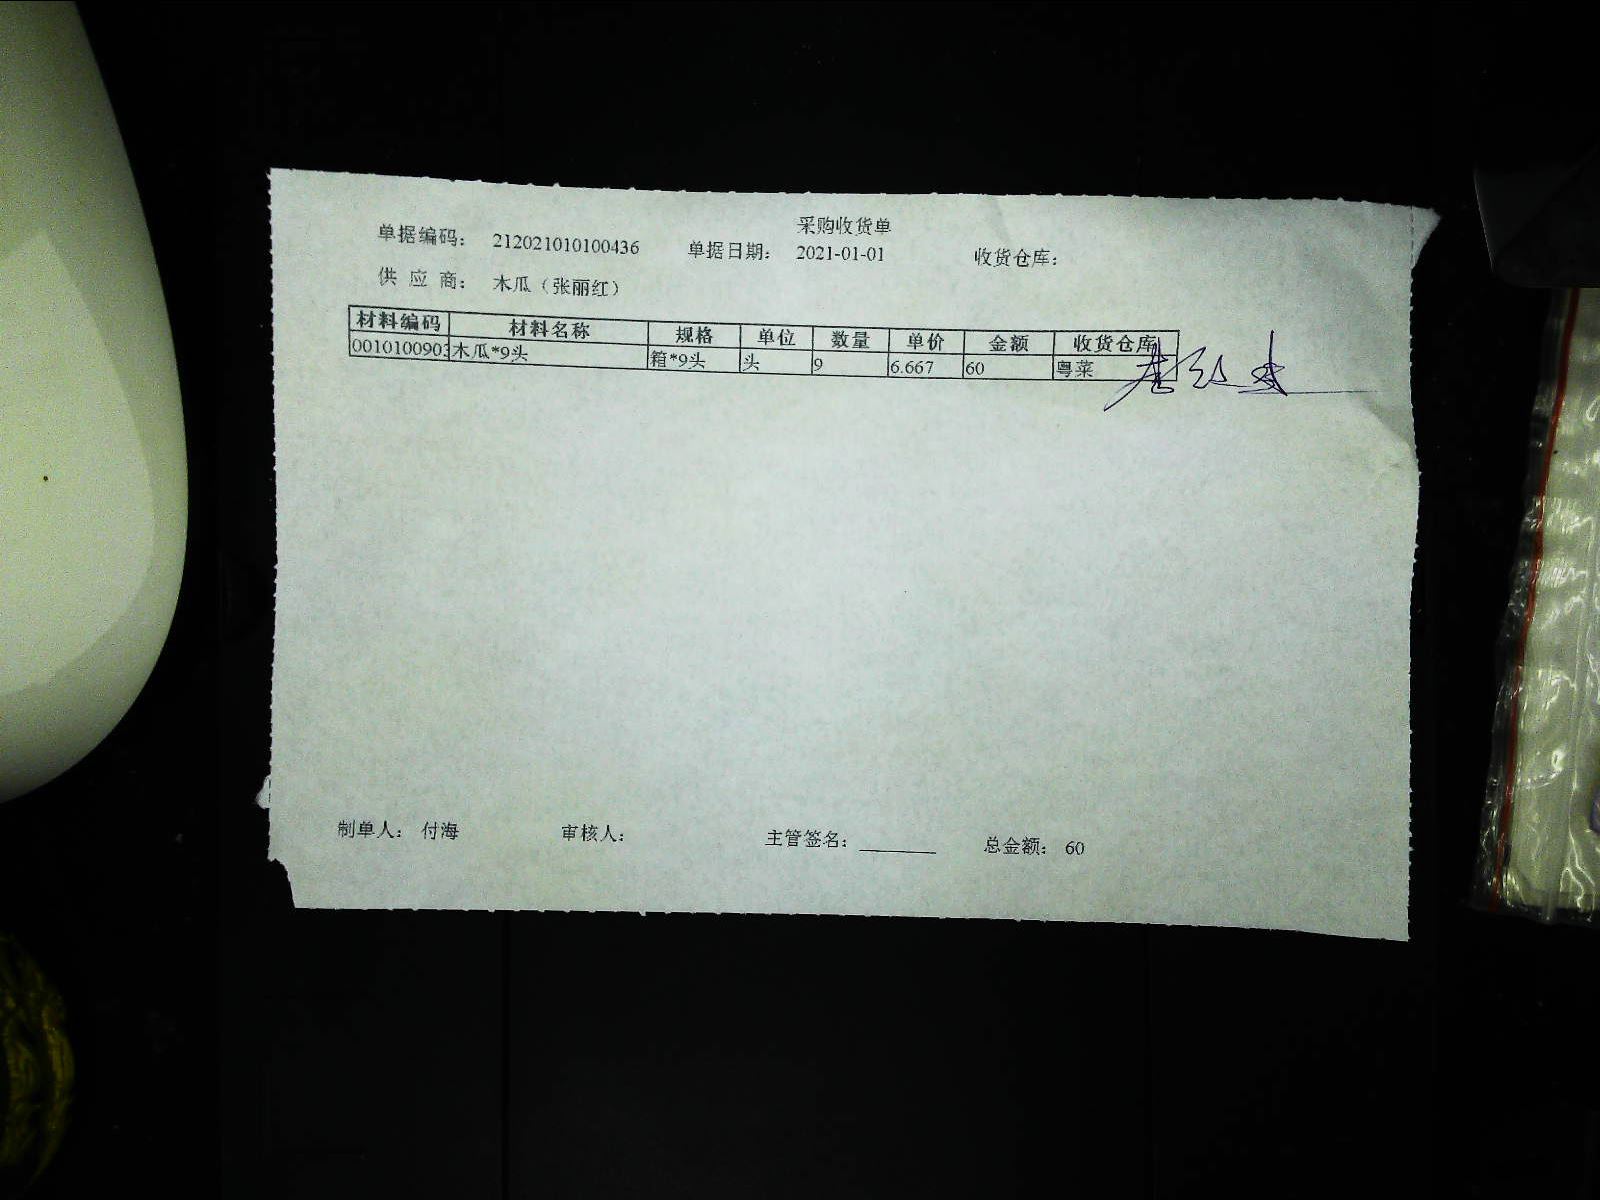 采购收货单
单据编码: 212021010100436 单据日期: 2021-01-01 收货仓库:
供 应 商: 木瓜（张丽红）
材料编码 材料名称 规格 单位 数量 单价 金额 收货仓库
0010100903 木瓜*9头 箱*9头 头 9 6.667 60 粤菜
制单人: 付海 审核人: 主管签名: ________ 总金额: 60